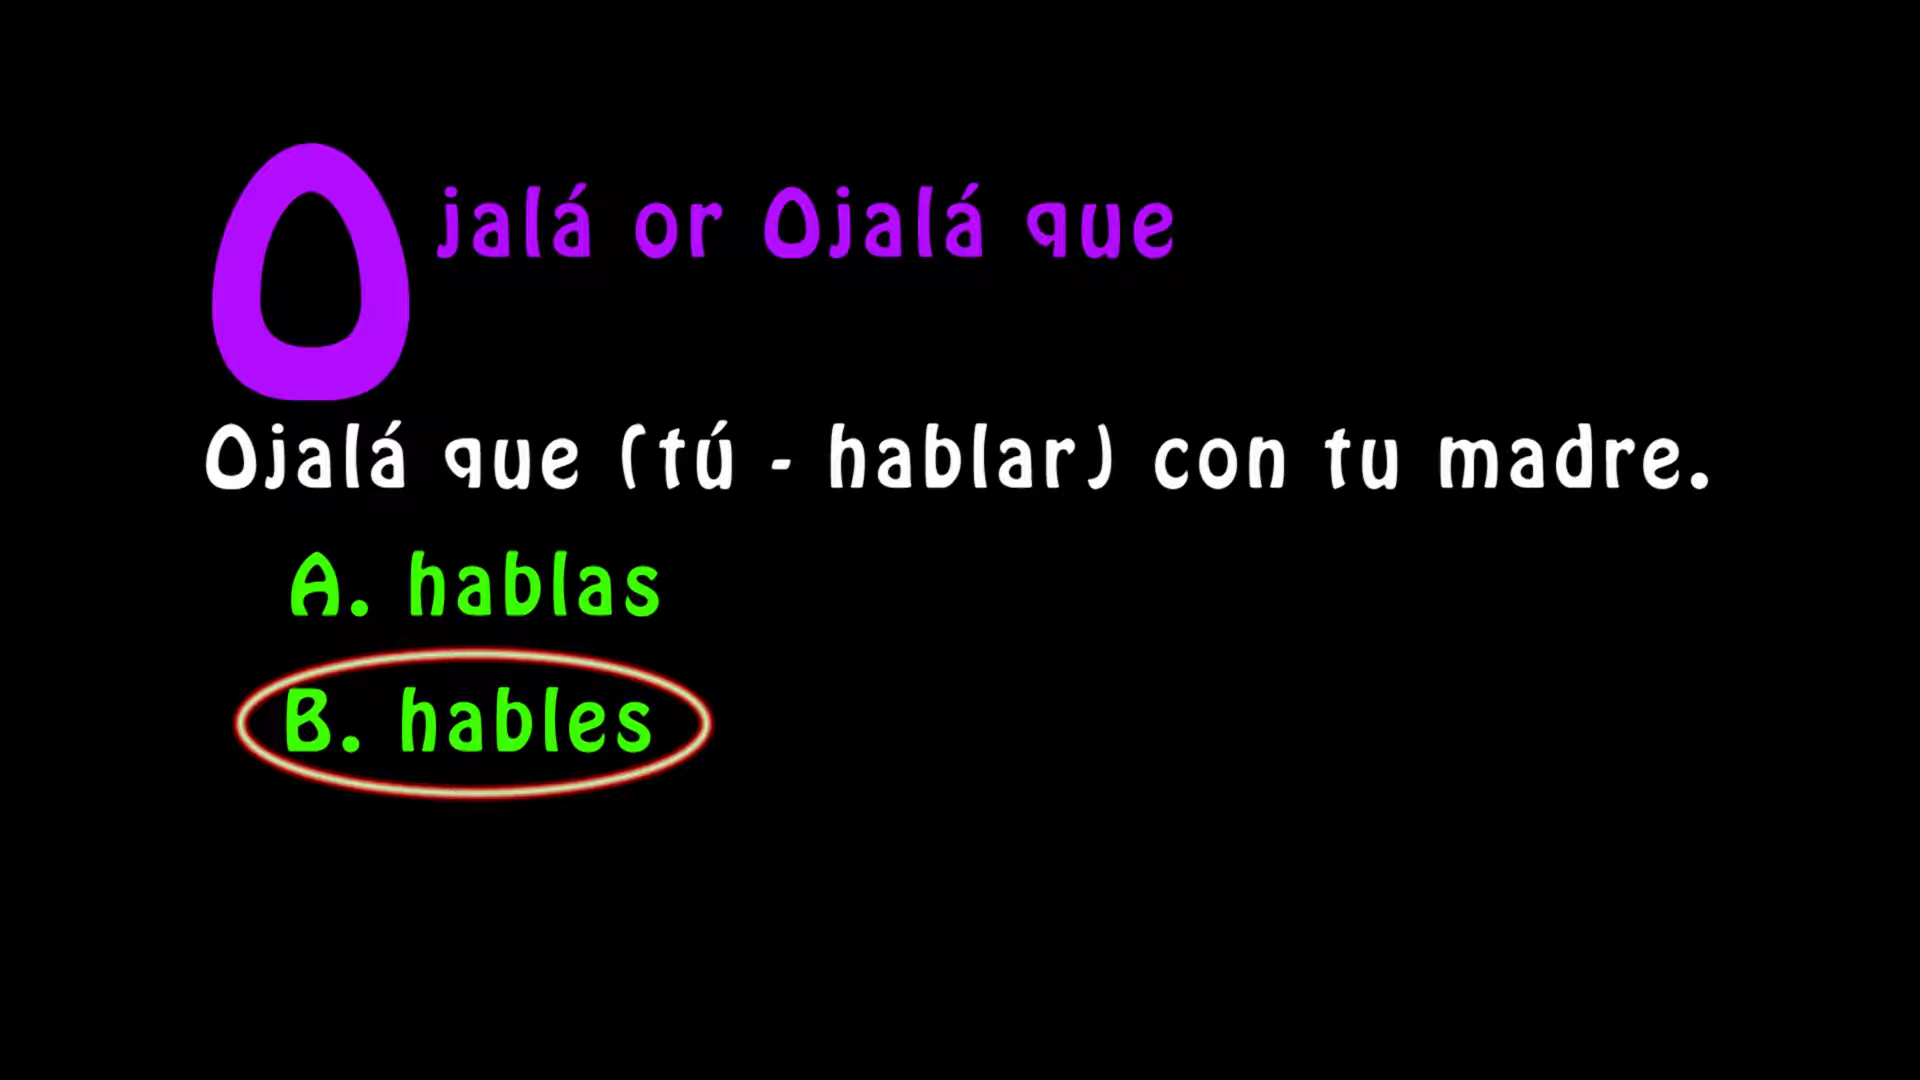 Ojalá or Ojalá que
Ojalá que (tú - hablar) con tu madre.
A. hablas
B. hables